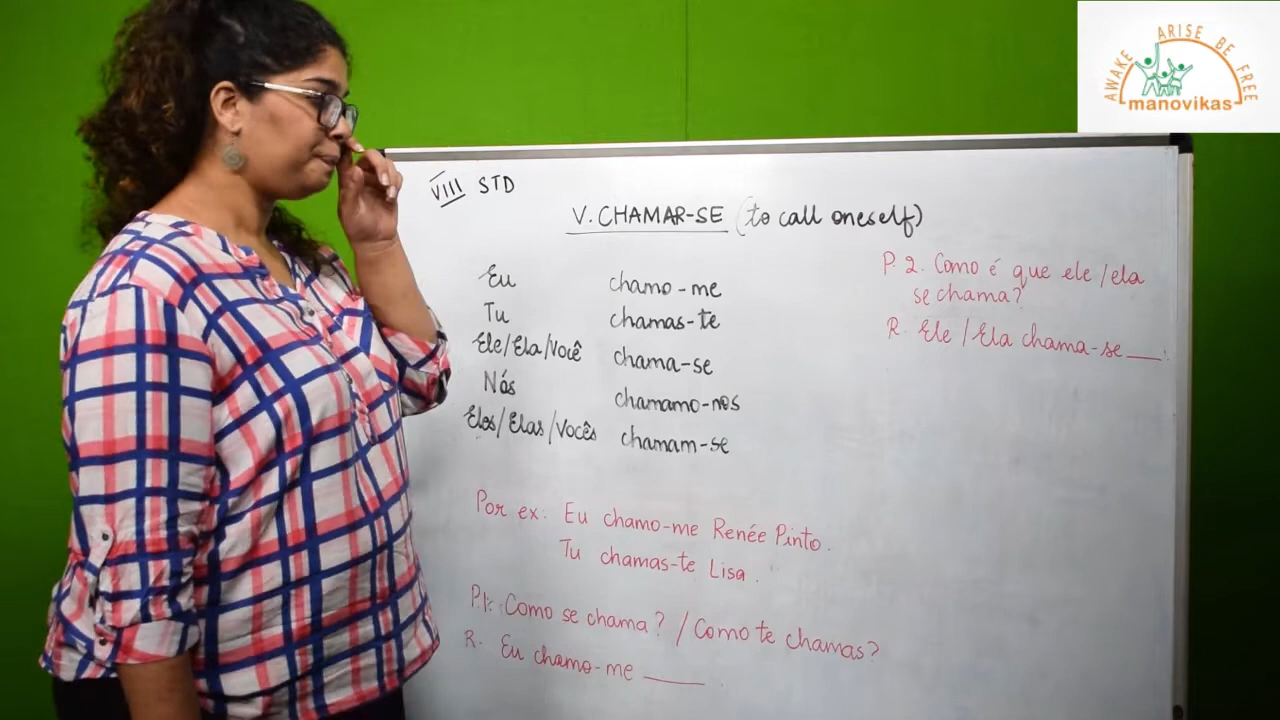 AWAKE ARISE BE FREE
manovikas
VIII STD
V. CHAMAR-SE (to call oneself)
Eu chamo-me
Tu chamas-te
Ele/Ela/Você chama-se
Nós chamamo-nos
Eles/Elas/Vocês chamam-se
Por ex. Eu chamo-me Renée Pinto.
Tu chamas-te Lisa.
P.1. Como se chama? / Como te chamas?
R. Eu chamo-me ____.
P. 2. Como é que ele/ela
se chama?
R. Ele/Ela chama-se ___.